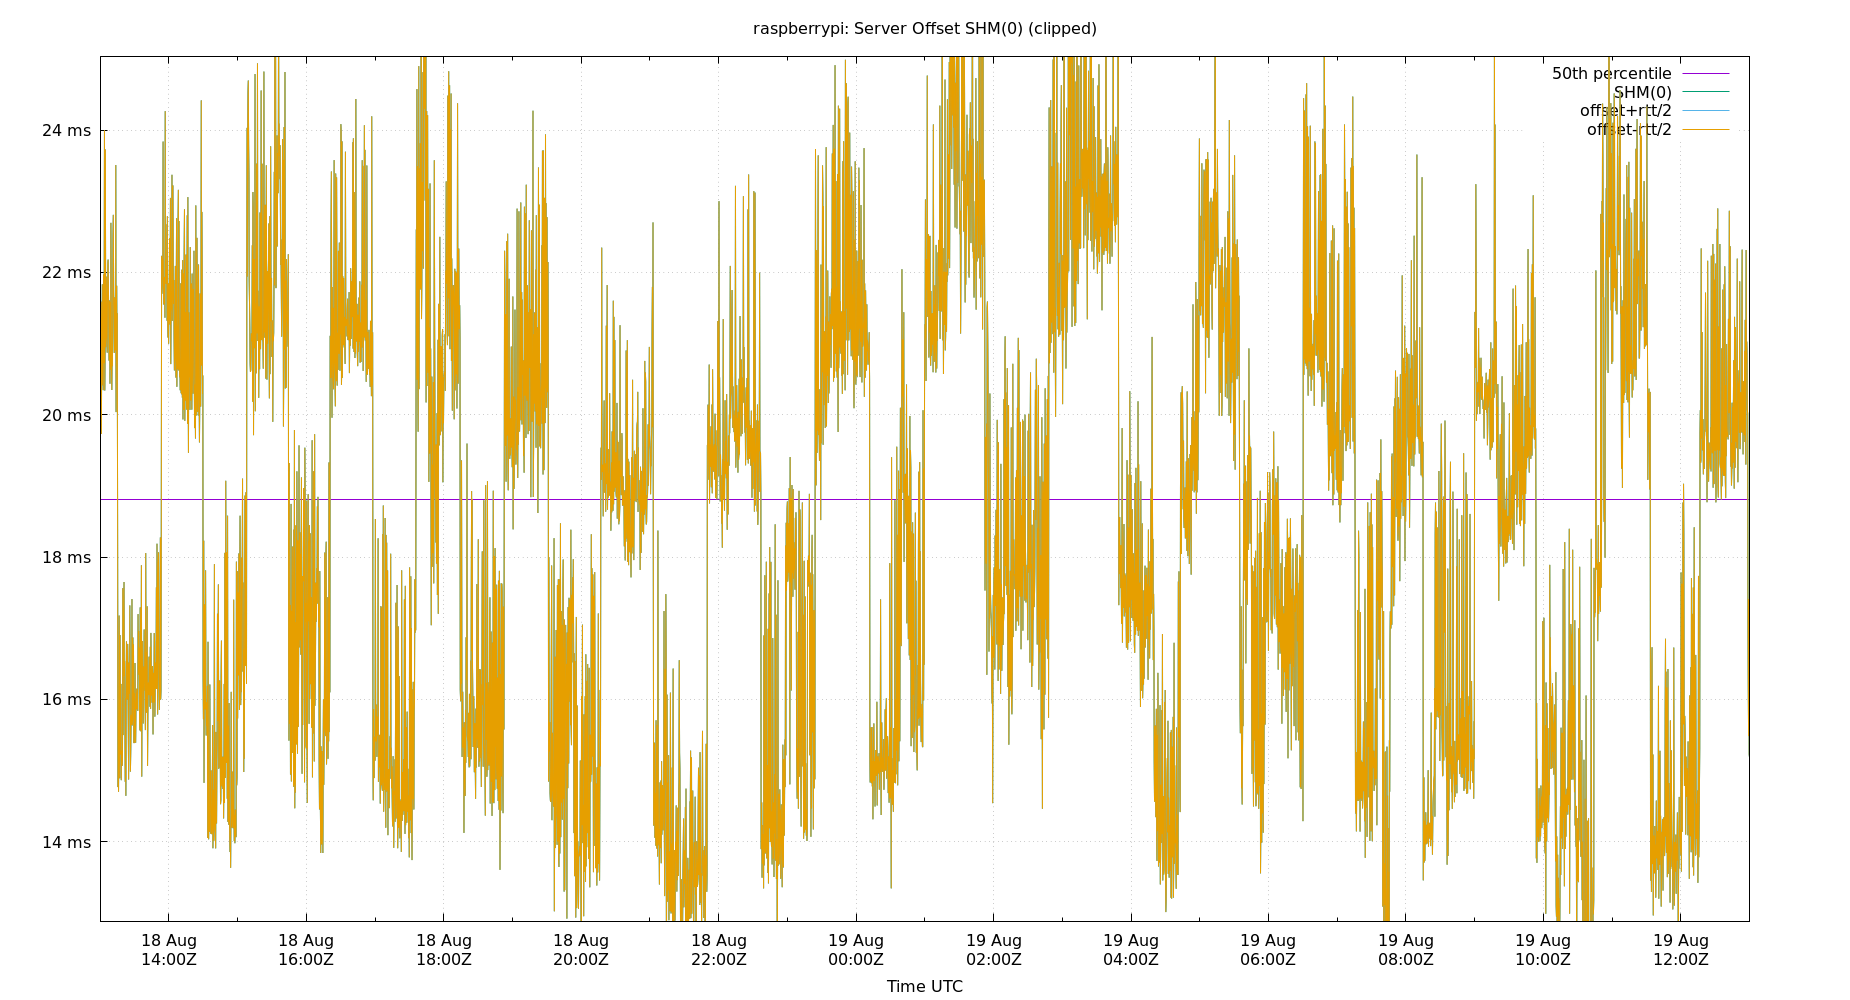 raspberrypi: Server Offset SHM(0) (clipped)
50th percentile
SHM(0)
offset+rtt/2
offset-rtt/2
24 ms
22 ms
20 ms
18 ms
16 ms
14 ms
18 Aug 18 Aug 18 Aug 18 Aug 18 Aug 19 Aug 19 Aug 19 Aug 19 Aug 19 Aug 19 Aug 19 Aug
14:00Z 16:00Z 18:00Z 20:00Z 22:00Z 00:00Z 02:00Z 04:00Z 06:00Z 08:00Z 10:00Z 12:00Z
Time UTC